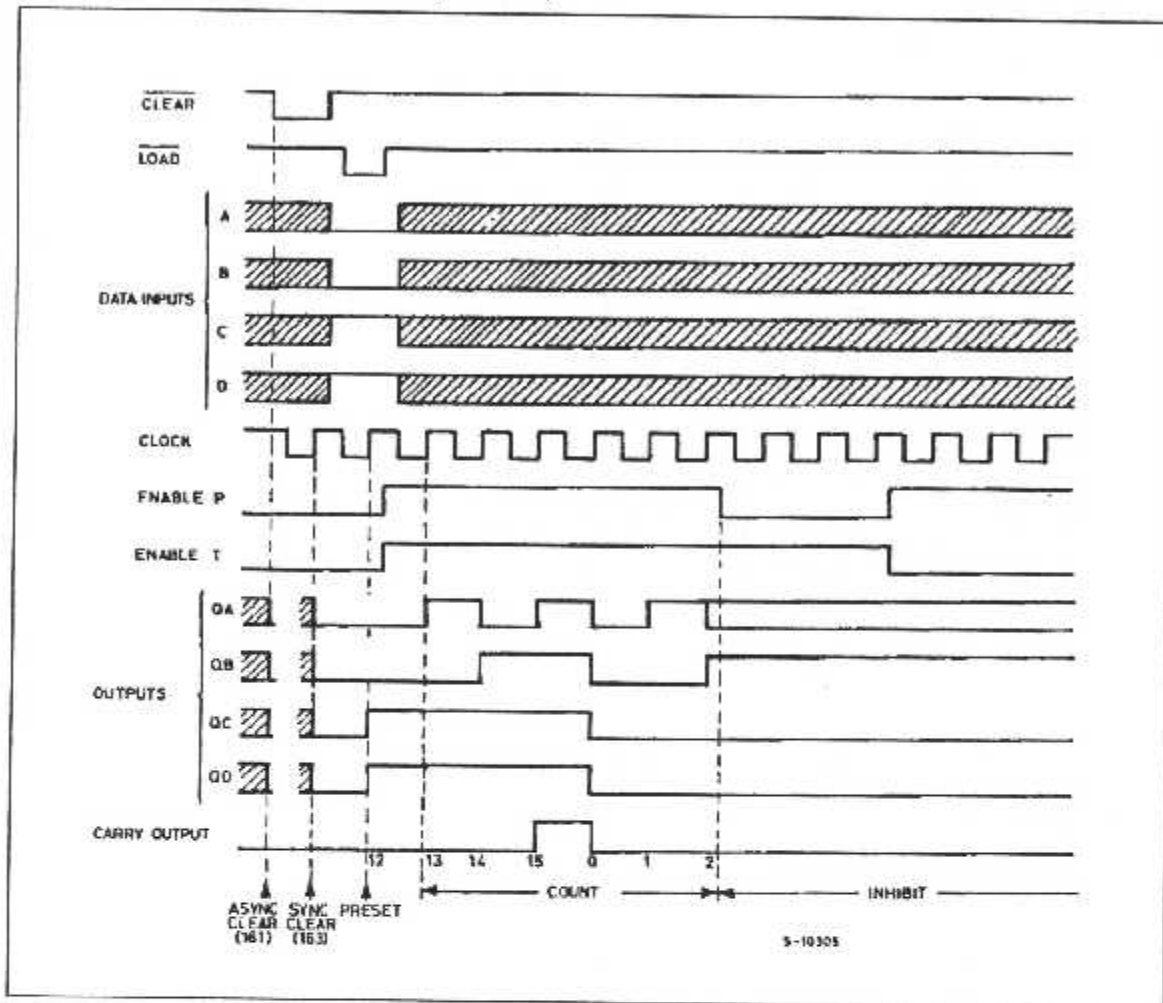 CLEAR
LOAD
A
B
DATA INPUTS
C
D
CLOCK
ENABLE P
ENABLE T
QA
QB
OUTPUTS
QC
QD
CARRY OUTPUT
12 13 14 15 0 1 2
COUNT INHIBIT
ASYNC CLEAR (161)
SYNC CLEAR (163)
PRESET
S-10305